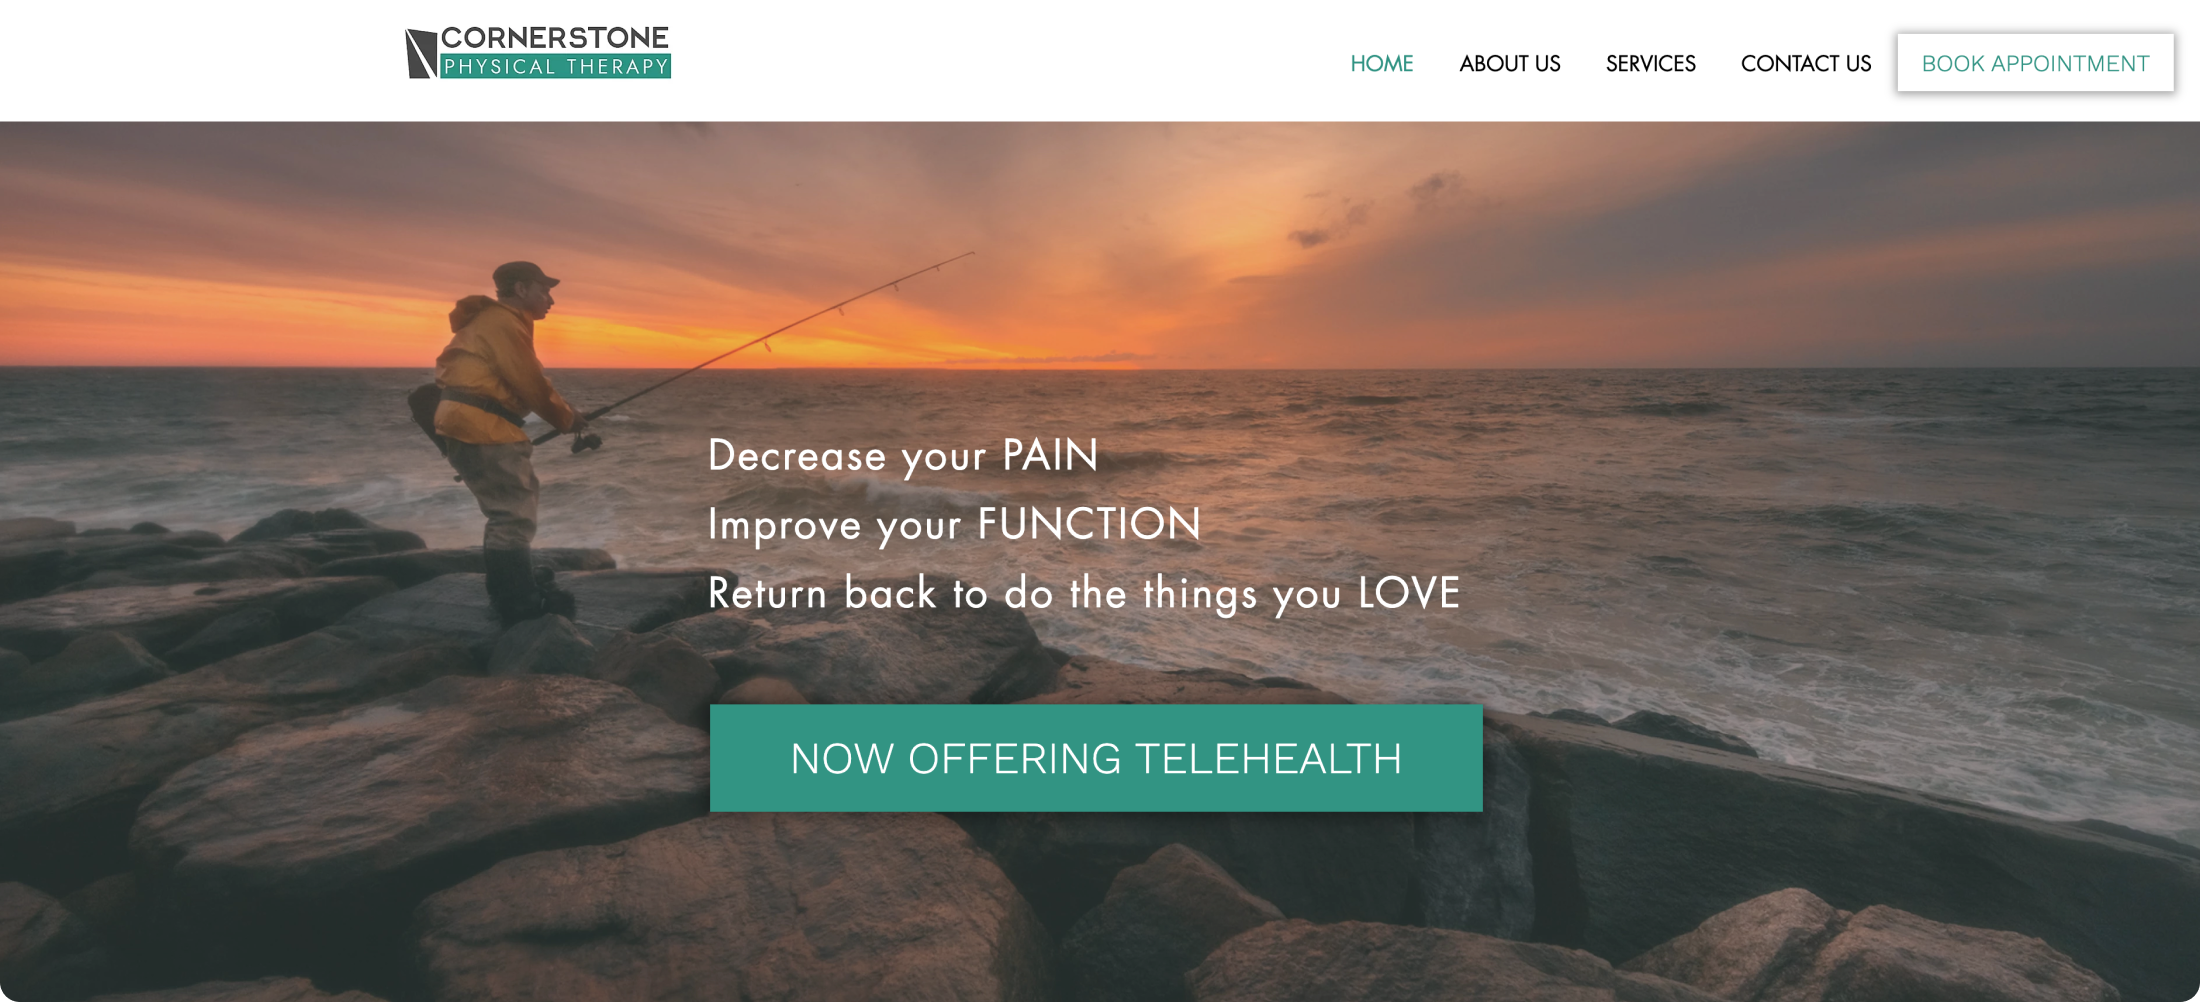 CORNERSTONE
PHYSICAL THERAPY
HOME
ABOUT US
SERVICES
CONTACT US
BOOK APPOINTMENT
Decrease your PAIN
Improve your FUNCTION
Return back to do the things you LOVE
NOW OFFERING TELEHEALTH